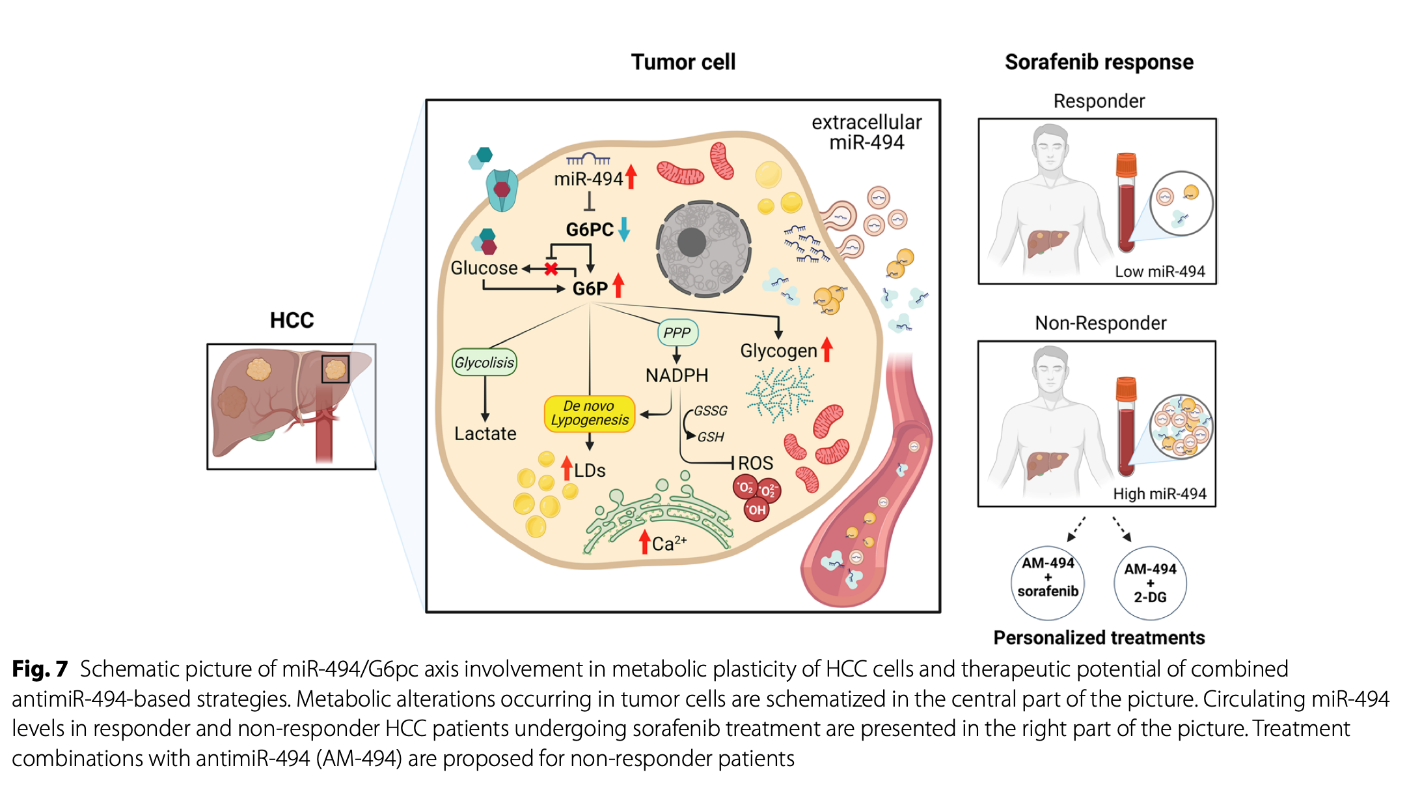 Tumor cell
Sorafenib response
extracellular
miR-494
Responder
miR-494
G6PC
Glucose
G6P
Low miR-494
HCC
Non-Responder
PPP
Glycolisis
Glycogen
NADPH
De novo
Lypogenesis
GSSG
GSH
Lactate
LDs
ROS
·O₂
·O₂²⁻
·OH
Ca²⁺
High miR-494
AM-494
+
sorafenib
AM-494
+
2-DG
Personalized treatments
Fig. 7 Schematic picture of miR-494/G6pc axis involvement in metabolic plasticity of HCC cells and therapeutic potential of combined
antimiR-494-based strategies. Metabolic alterations occurring in tumor cells are schematized in the central part of the picture. Circulating miR-494
levels in responder and non-responder HCC patients undergoing sorafenib treatment are presented in the right part of the picture. Treatment
combinations with antimiR-494 (AM-494) are proposed for non-responder patients